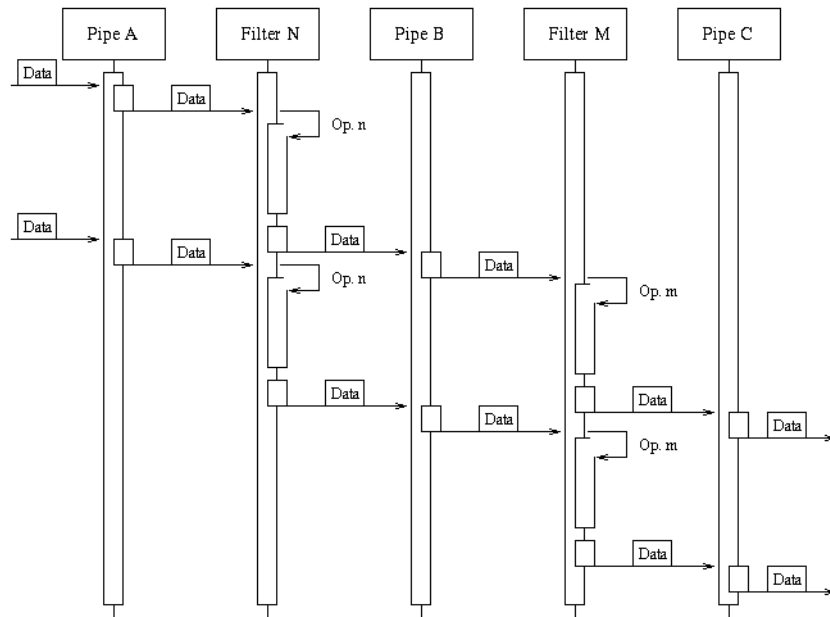 Pipe A
Filter N
Pipe B
Filter M
Pipe C
Data
Data
Op. n
Data
Data
Data
Data
Op. n
Op. m
Data
Data
Data
Data
Op. m
Data
Data